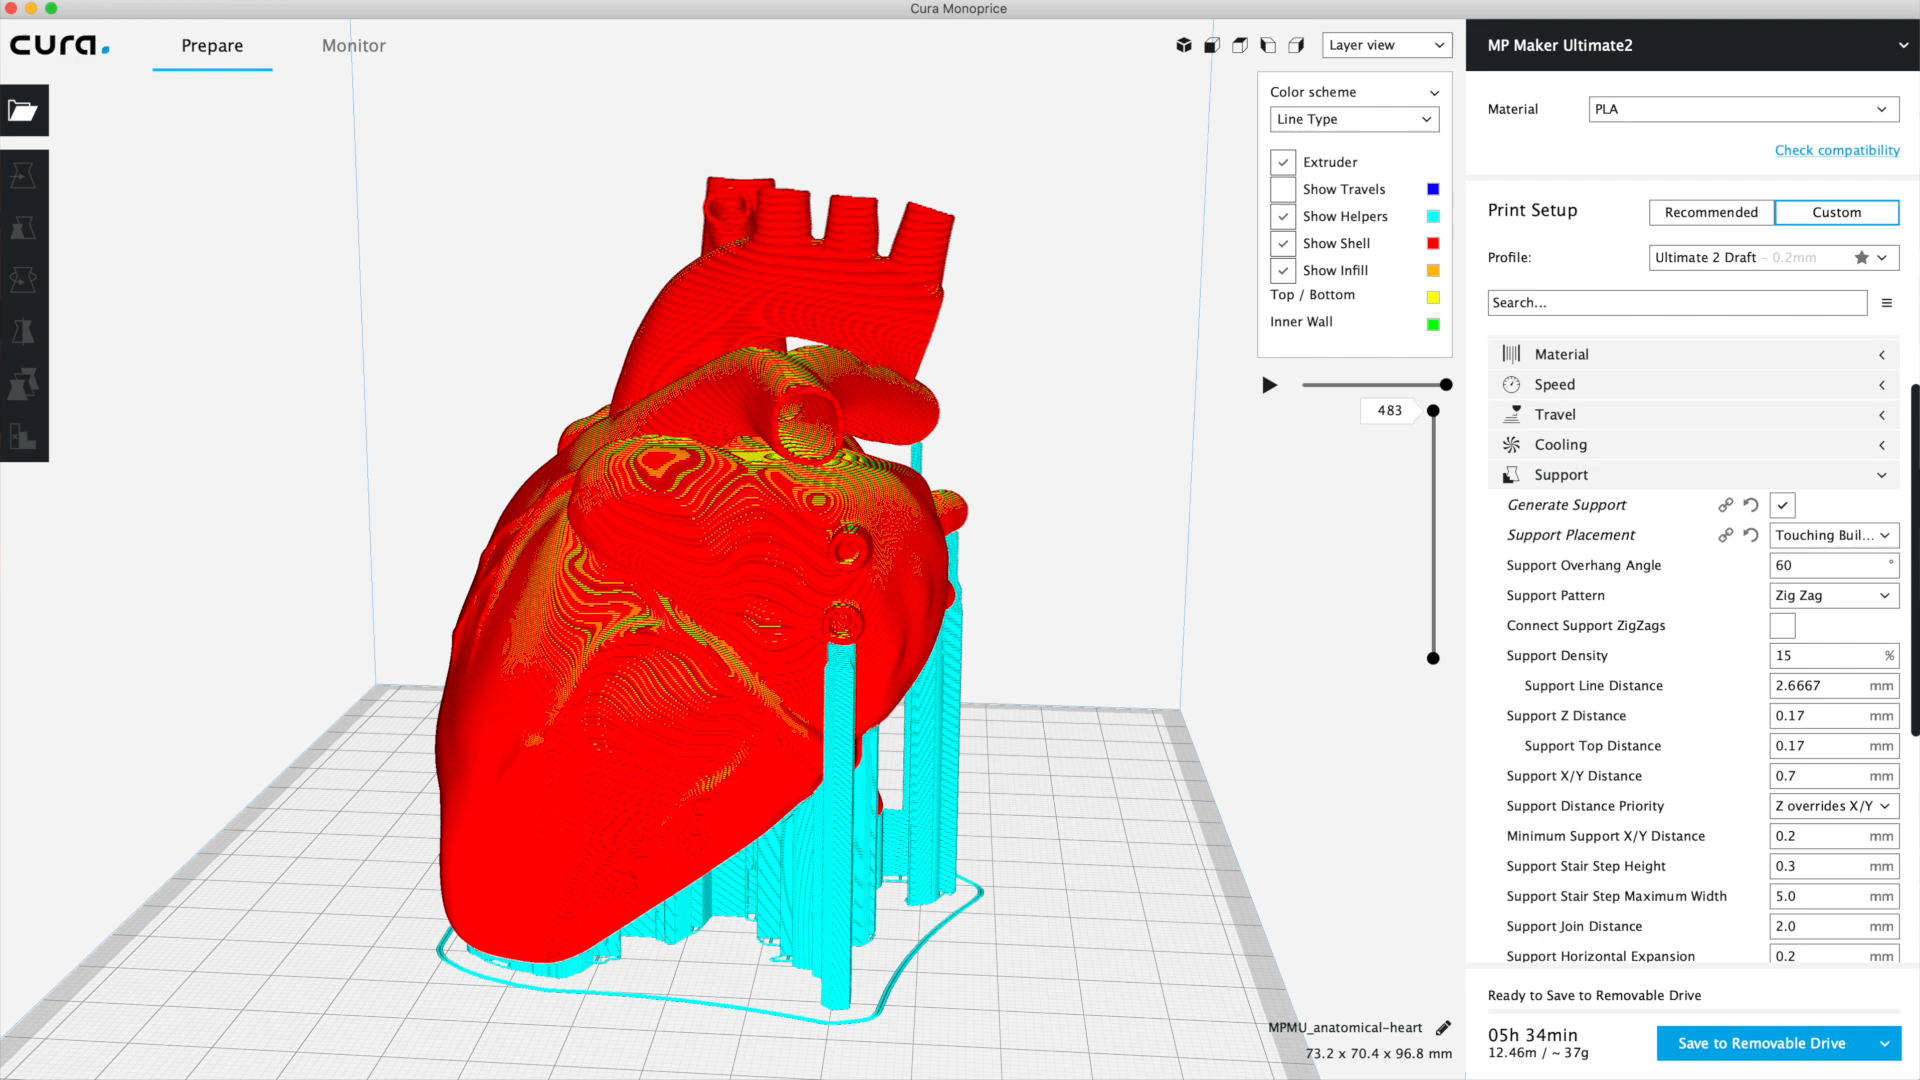 Cura Monoprice
cura.
Prepare
Monitor
Layer view
MP Maker Ultimate2
Color scheme
Line Type
Extruder
Show Travels
Show Helpers
Show Shell
Show Infill
Top / Bottom
Inner Wall
483
Material
PLA
Check compatibility
Print Setup
Recommended
Custom
Profile:
Ultimate 2 Draft - 0.2mm
Search...
Material
Speed
Travel
Cooling
Support
Generate Support
Support Placement
Touching Buil...
Support Overhang Angle
60 °
Support Pattern
Zig Zag
Connect Support ZigZags
Support Density
15 %
Support Line Distance
2.6667 mm
Support Z Distance
0.17 mm
Support Top Distance
0.17 mm
Support X/Y Distance
0.7 mm
Support Distance Priority
Z overrides X/Y
Minimum Support X/Y Distance
0.2 mm
Support Stair Step Height
0.3 mm
Support Stair Step Maximum Width
5.0 mm
Support Join Distance
2.0 mm
Support Horizontal Expansion
0.2 mm
Ready to Save to Removable Drive
05h 34min
12.46m / ~ 37g
Save to Removable Drive
MPMU_anatomical-heart
73.2 x 70.4 x 96.8 mm